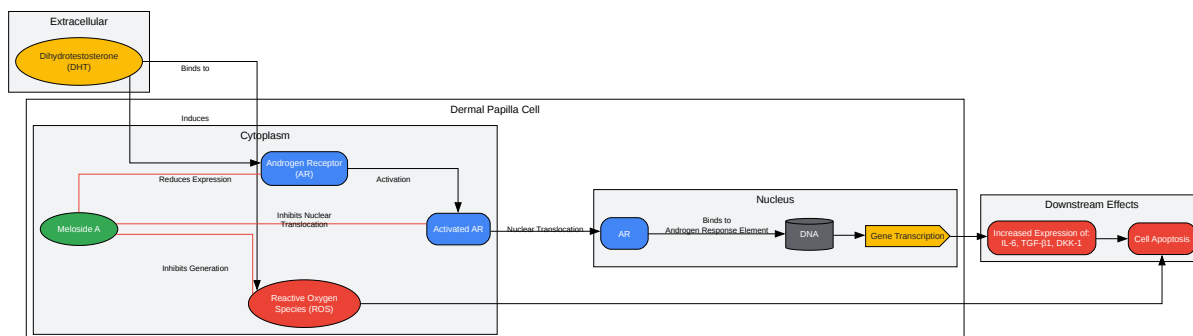 Extracellular
Dihydrotestosterone
(DHT)
Binds to
Induces
Dermal Papilla Cell
Cytoplasm
Androgen Receptor
(AR)
Reduces Expression
Activation
Meloside A
Inhibits Nuclear
Translocation
Activated AR
Inhibits Generation
Reactive Oxygen
Species (ROS)
Nuclear Translocation
Nucleus
AR
Binds to
Androgen Response Element
DNA
Gene Transcription
Downstream Effects
Increased Expression of:
IL-6, TGF-β1, DKK-1
Cell Apoptosis